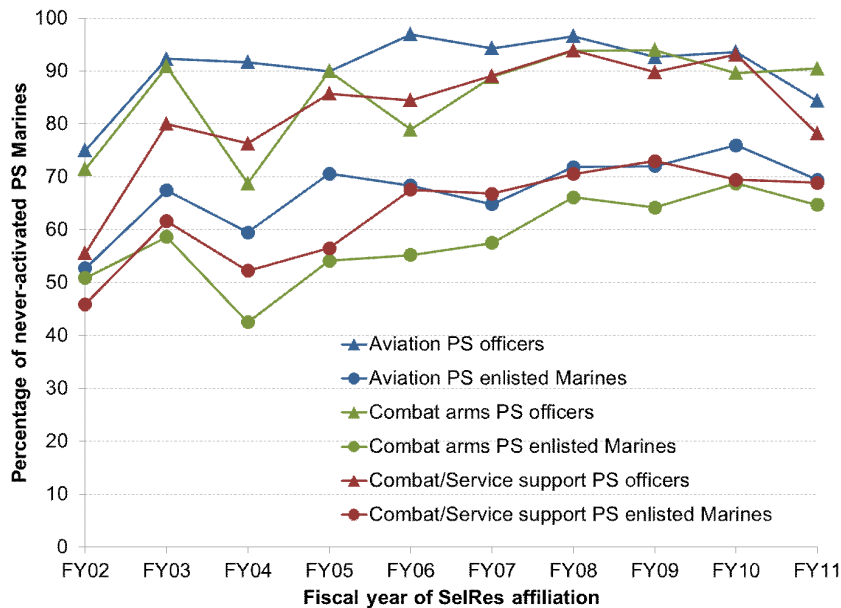 Percentage of never-activated PS Marines
100
90
80
70
60
50
40
30
20
10
0
Aviation PS officers
Aviation PS enlisted Marines
Combat arms PS officers
Combat arms PS enlisted Marines
Combat/Service support PS officers
Combat/Service support PS enlisted Marines
FY02 FY03 FY04 FY05 FY06 FY07 FY08 FY09 FY10 FY11
Fiscal year of SelRes affiliation